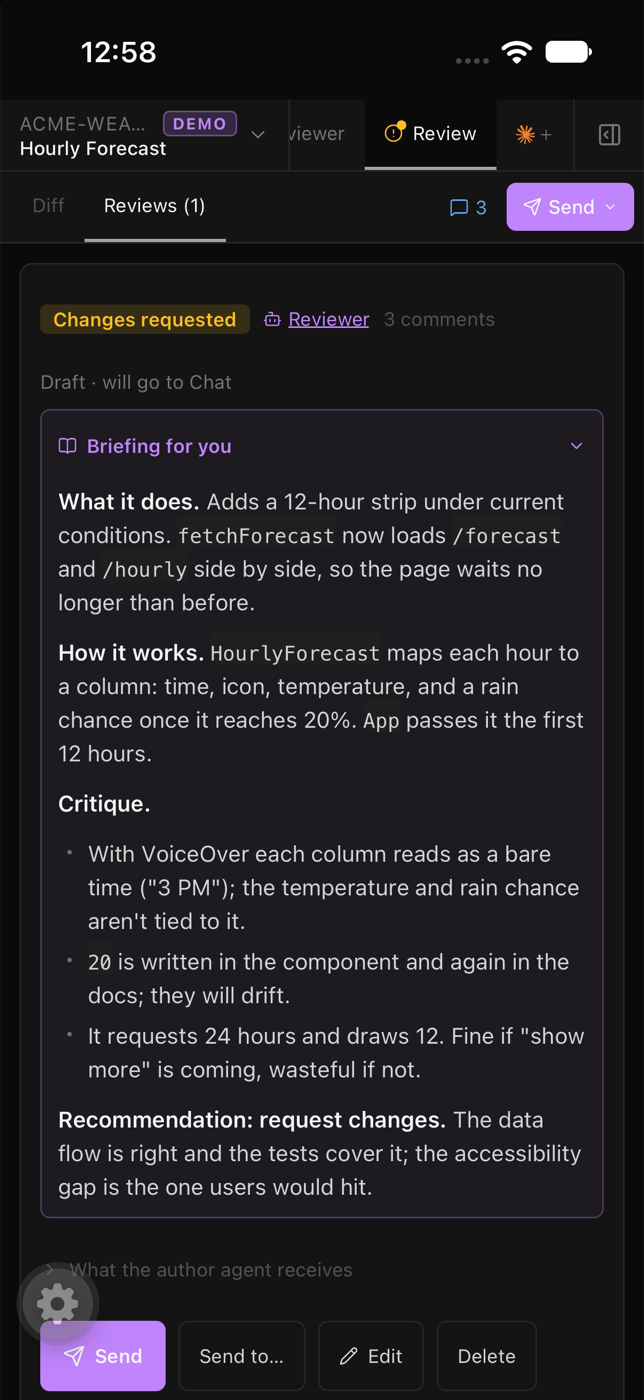 12:58
ACME-WEA... DEMO
Hourly Forecast
viewer
Review
+
Diff
Reviews (1)
3
Send
Changes requested
Reviewer
3 comments
Draft · will go to Chat
Briefing for you
What it does. Adds a 12-hour strip under current
conditions. fetchForecast now loads /forecast
and /hourly side by side, so the page waits no
longer than before.
How it works. HourlyForecast maps each hour to
a column: time, icon, temperature, and a rain
chance once it reaches 20%. App passes it the first
12 hours.
Critique.
• With VoiceOver each column reads as a bare
time ("3 PM"); the temperature and rain chance
aren't tied to it.
• 20 is written in the component and again in the
docs; they will drift.
• It requests 24 hours and draws 12. Fine if "show
more" is coming, wasteful if not.
Recommendation: request changes. The data
flow is right and the tests cover it; the accessibility
gap is the one users would hit.
What the author agent receives
Send
Send to...
Edit
Delete